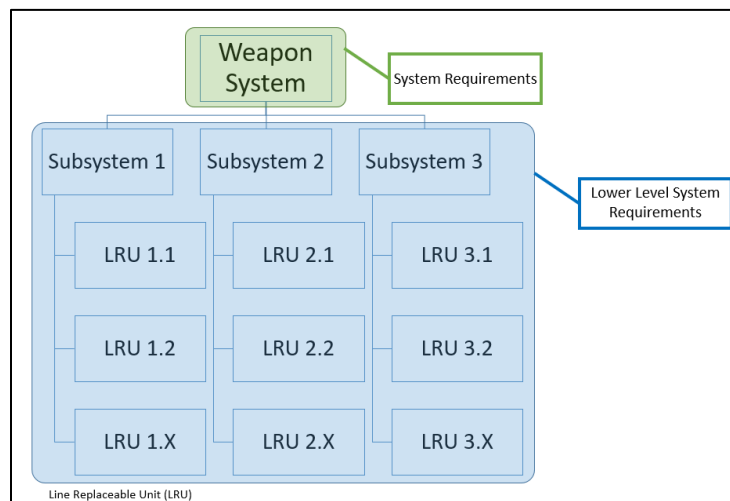 Weapon
System
System Requirements
Subsystem 1
Subsystem 2
Subsystem 3
Lower Level System
Requirements
LRU 1.1
LRU 2.1
LRU 3.1
LRU 1.2
LRU 2.2
LRU 3.2
LRU 1.X
LRU 2.X
LRU 3.X
Line Replaceable Unit (LRU)